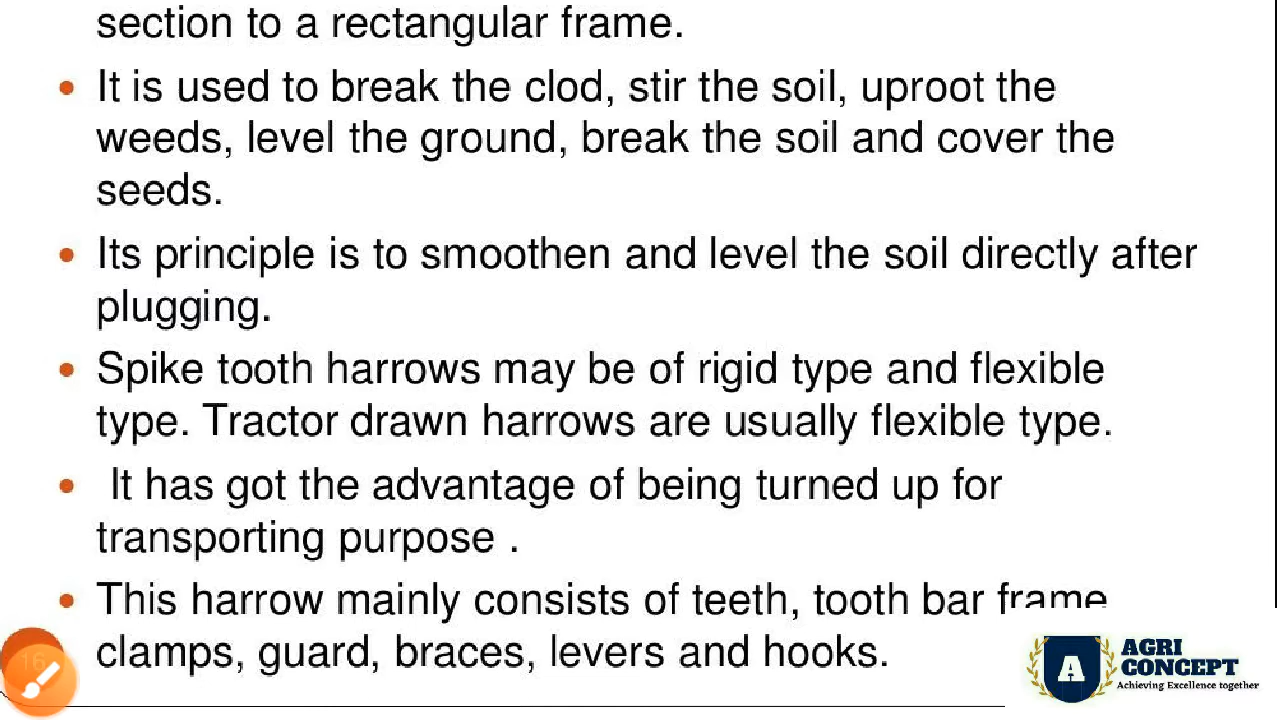 section to a rectangular frame.
• It is used to break the clod, stir the soil, uproot the
weeds, level the ground, break the soil and cover the
seeds.
• Its principle is to smoothen and level the soil directly after
plugging.
• Spike tooth harrows may be of rigid type and flexible
type. Tractor drawn harrows are usually flexible type.
• It has got the advantage of being turned up for
transporting purpose .
• This harrow mainly consists of teeth, tooth bar frame
clamps, guard, braces, levers and hooks.
16
A
AGRI
CONCEPT
Achieving Excellence together